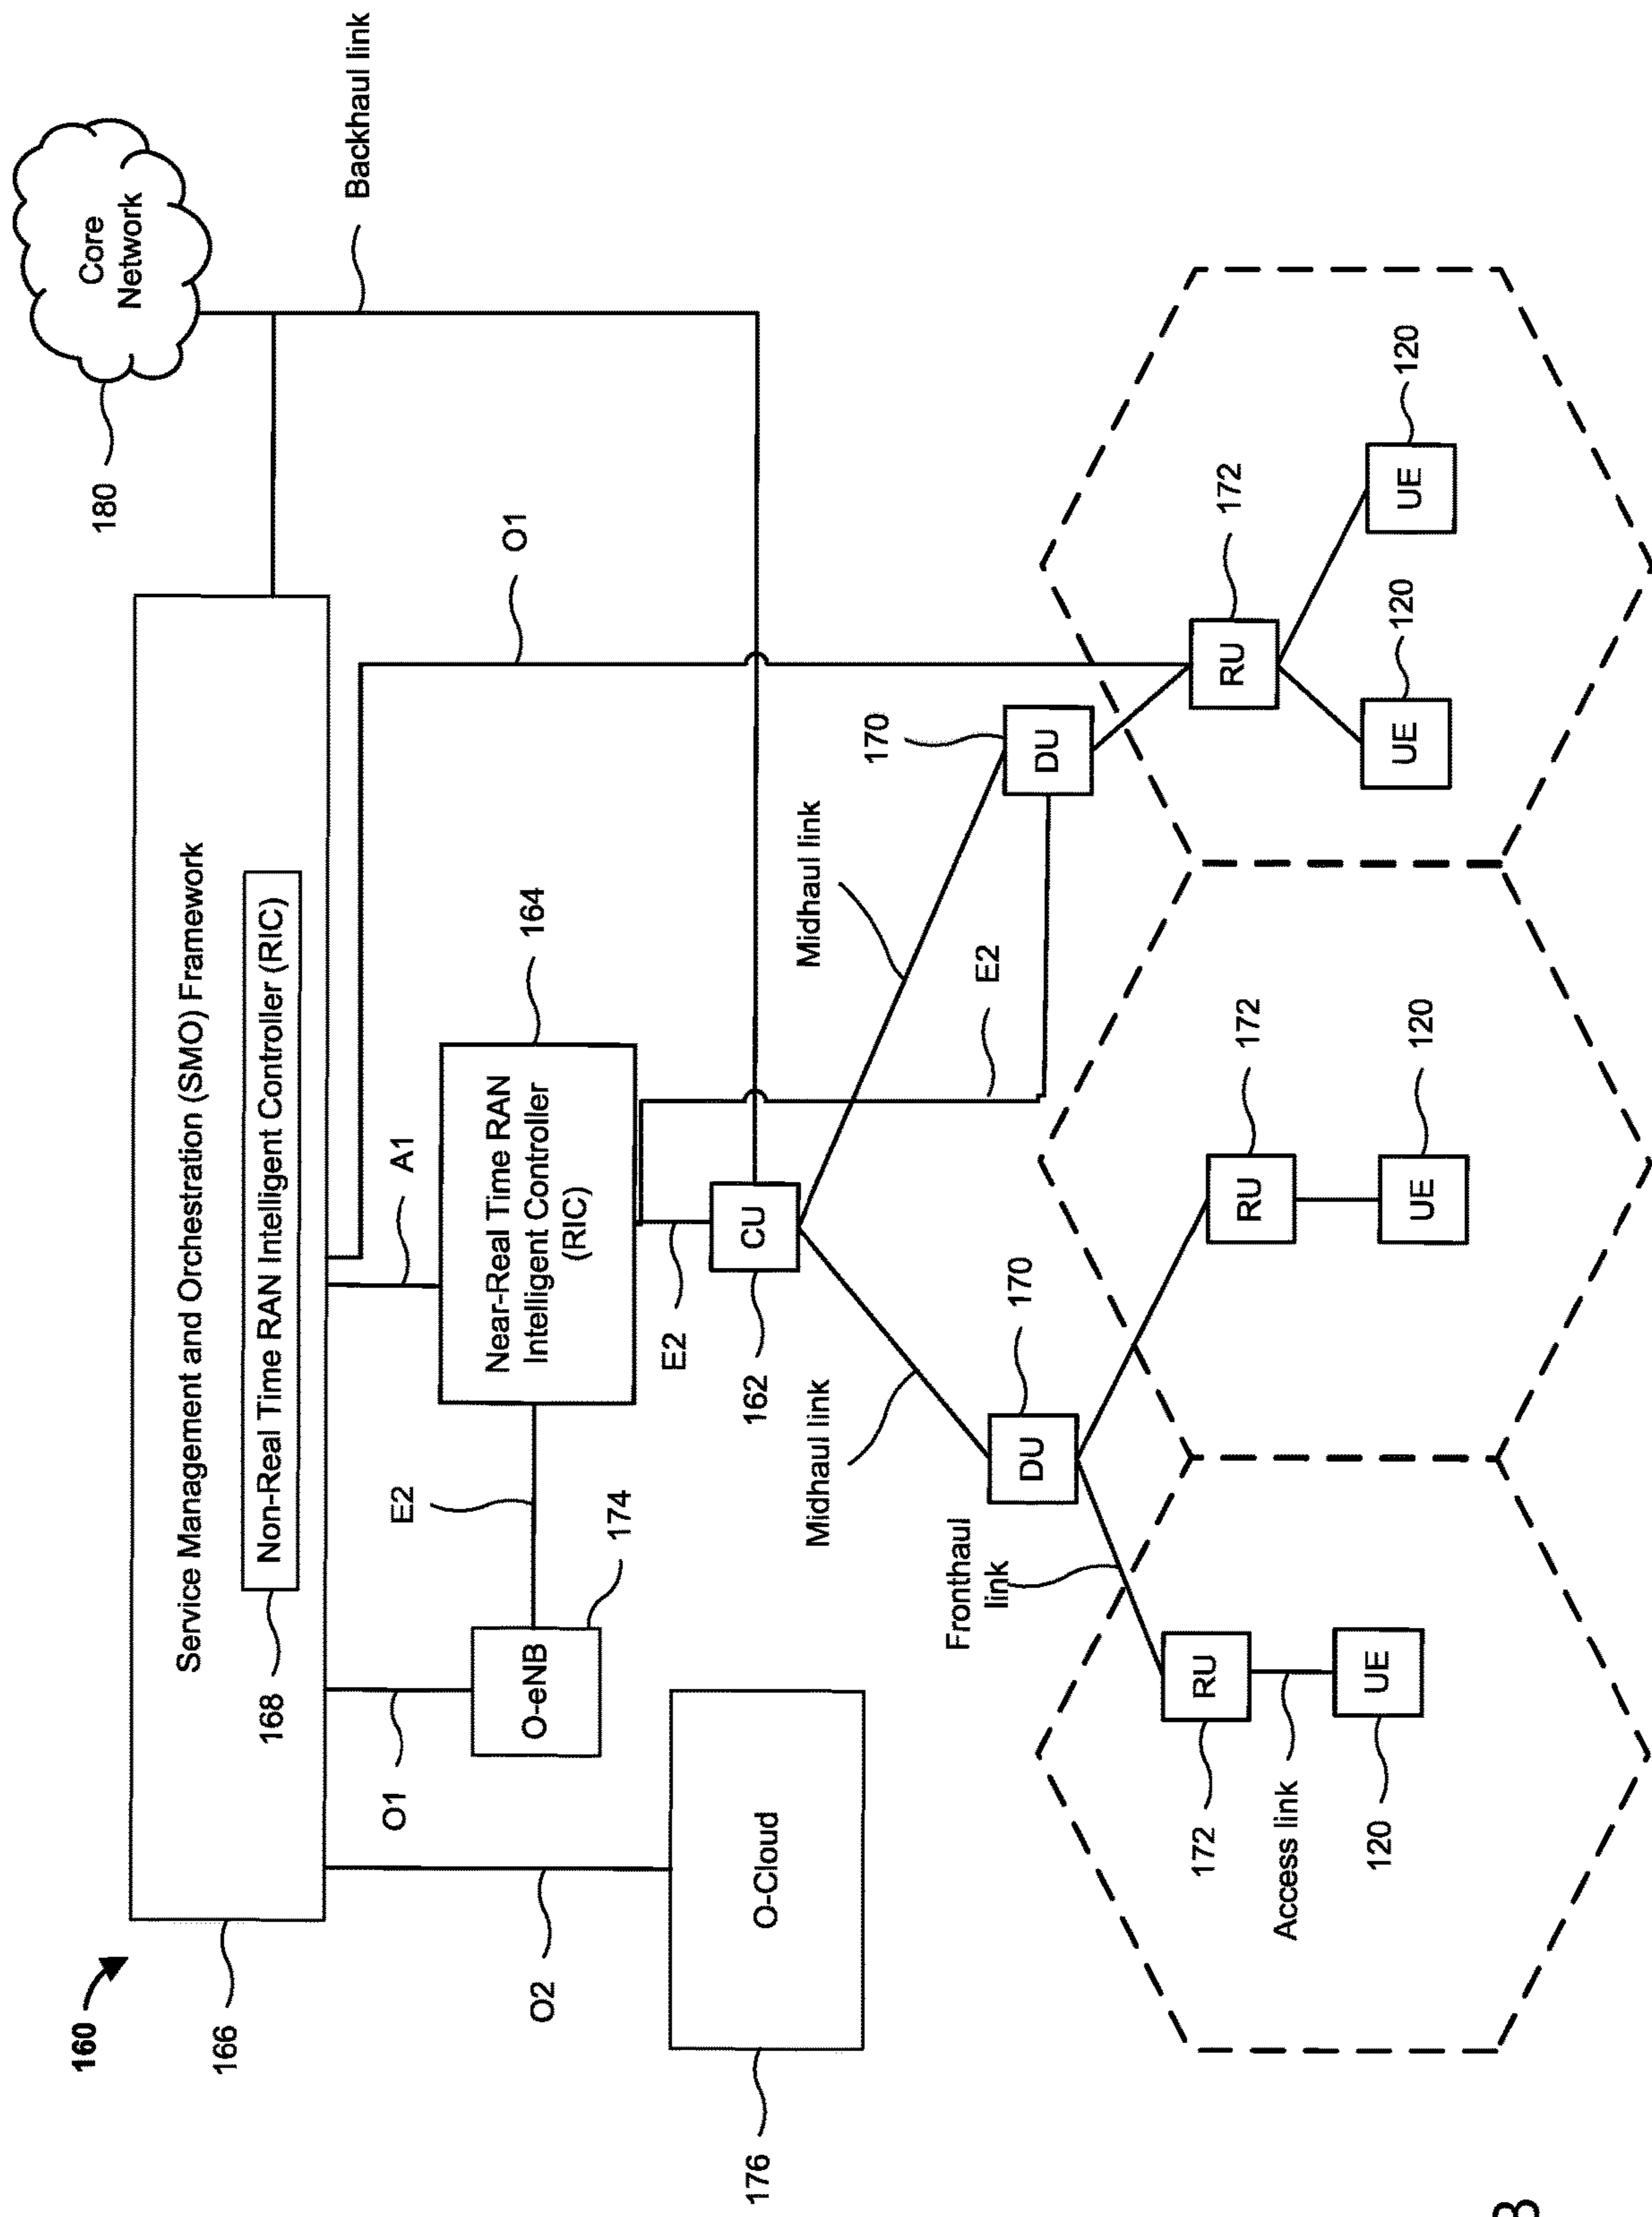 160
166
Service Management and Orchestration (SMO) Framework
168
Non-Real Time RAN Intelligent Controller (RIC)
Core
Network
180
Backhaul link
O1
A1
O1
O2
E2
O-eNB
174
Near-Real Time RAN
Intelligent Controller
(RIC)
164
E2
O-Cloud
176
CU
162
Midhaul link
Midhaul link
E2
170
DU
170
DU
Fronthaul
link
RU
172
Access link
UE
120
RU
172
UE
120
RU
172
UE
120
UE
120